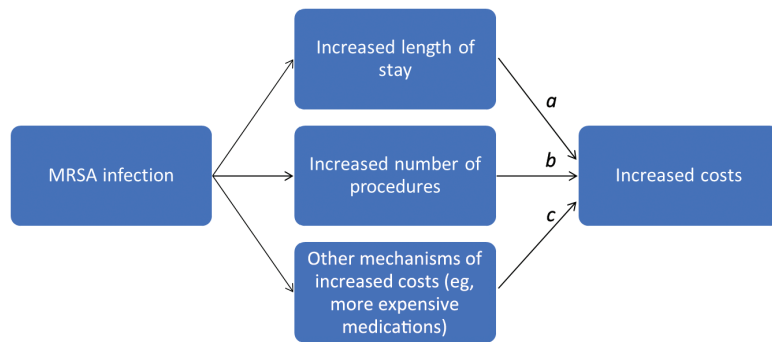 Increased length of
stay
a
MRSA infection
Increased number of
procedures
b
Increased costs
c
Other mechanisms of
increased costs (eg,
more expensive
medications)